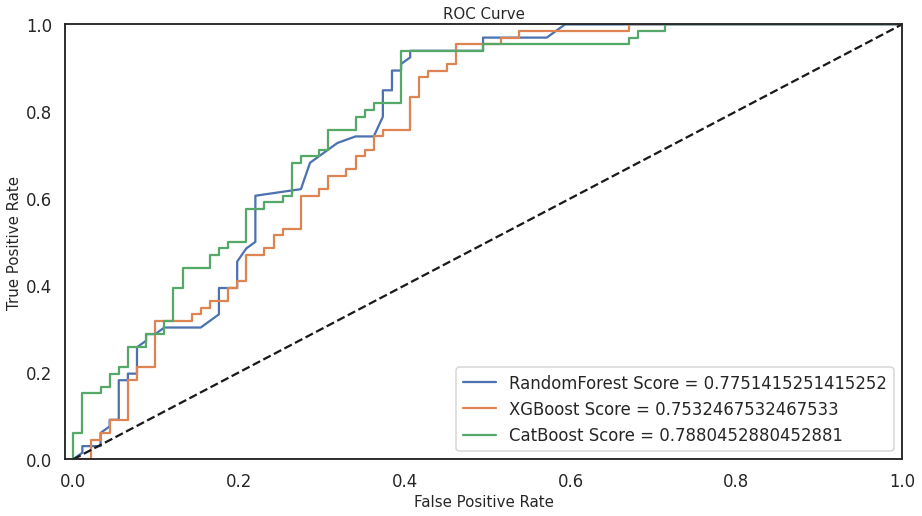 ROC Curve
1.0
0.8
0.6
0.4
0.2
0.0
True Positive Rate
RandomForest Score = 0.7751415251415252
XGBoost Score = 0.7532467532467533
CatBoost Score = 0.7880452880452881
0.0 0.2 0.4 0.6 0.8 1.0
False Positive Rate